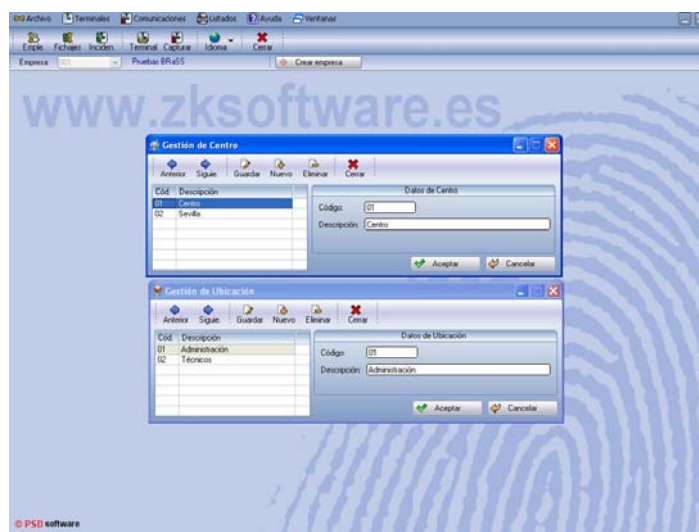 Archivo Terminales Comunicaciones Listados Ayuda Ventanas
Emple. Fichajes Inciden. Terminal Capturar Idioma Cerrar
Empresa 001 Pruebas BRaSS Crear empresa
www.zksoftware.es
Gestión de Centro
Anterior Siguie. Guardar Nuevo Eliminar Cerrar
Cód. Descripción Datos de Centro
01 Centro
02 Sevilla
Código: 01
Descripción: Centro
Aceptar Cancelar
Gestión de Ubicación
Anterior Siguie. Guardar Nuevo Eliminar Cerrar
Cód. Descripción Datos de Ubicación
01 Administración
02 Técnicos
Código: 01
Descripción: Administración
Aceptar Cancelar
© PSD software